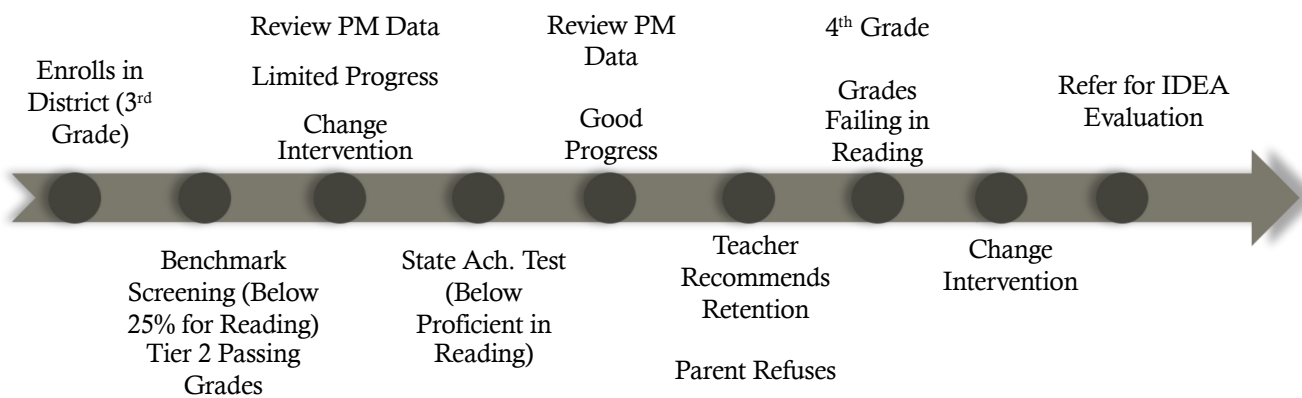 Enrolls in
District (3rd
Grade)
Benchmark
Screening (Below
25% for Reading)
Tier 2 Passing
Grades
Review PM Data
Limited Progress
Change
Intervention
State Ach. Test
(Below
Proficient in
Reading)
Review PM
Data
Good
Progress
Teacher
Recommends
Retention
Parent Refuses
4th Grade
Grades
Failing in
Reading
Change
Intervention
Refer for IDEA
Evaluation